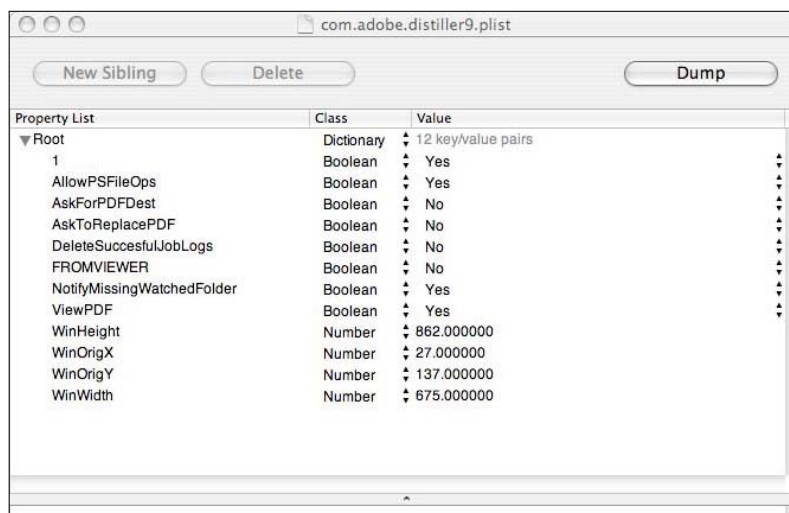 com.adobe.distiller9.plist
New Sibling Delete Dump
Property List Class Value
Root Dictionary 12 key/value pairs
1 Boolean Yes
AllowPSFileOps Boolean Yes
AskForPDFDest Boolean No
AskToReplacePDF Boolean No
DeleteSuccesfulJobLogs Boolean No
FROMVIEWER Boolean No
NotifyMissingWatchedFolder Boolean Yes
ViewPDF Boolean Yes
WinHeight Number 862.000000
WinOrigX Number 27.000000
WinOrigY Number 137.000000
WinWidth Number 675.000000